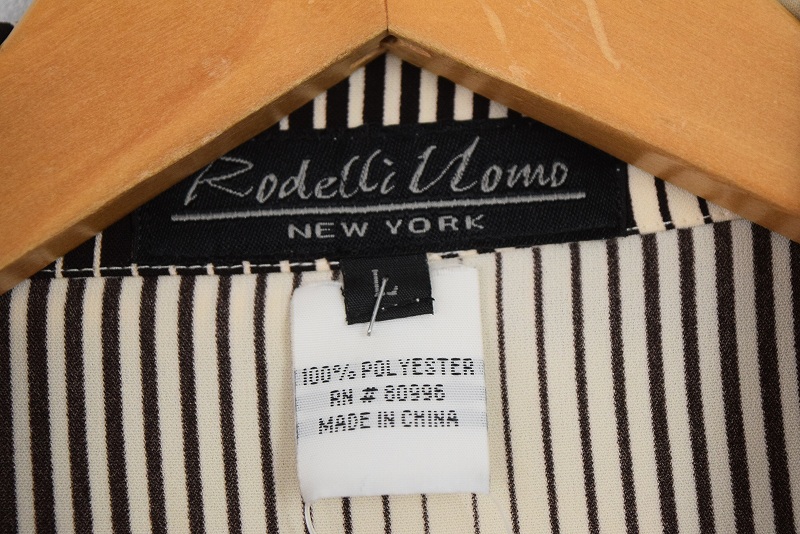 Rodelli Uomo
NEW YORK
L
100% POLYESTER
RN # 80996
MADE IN CHINA